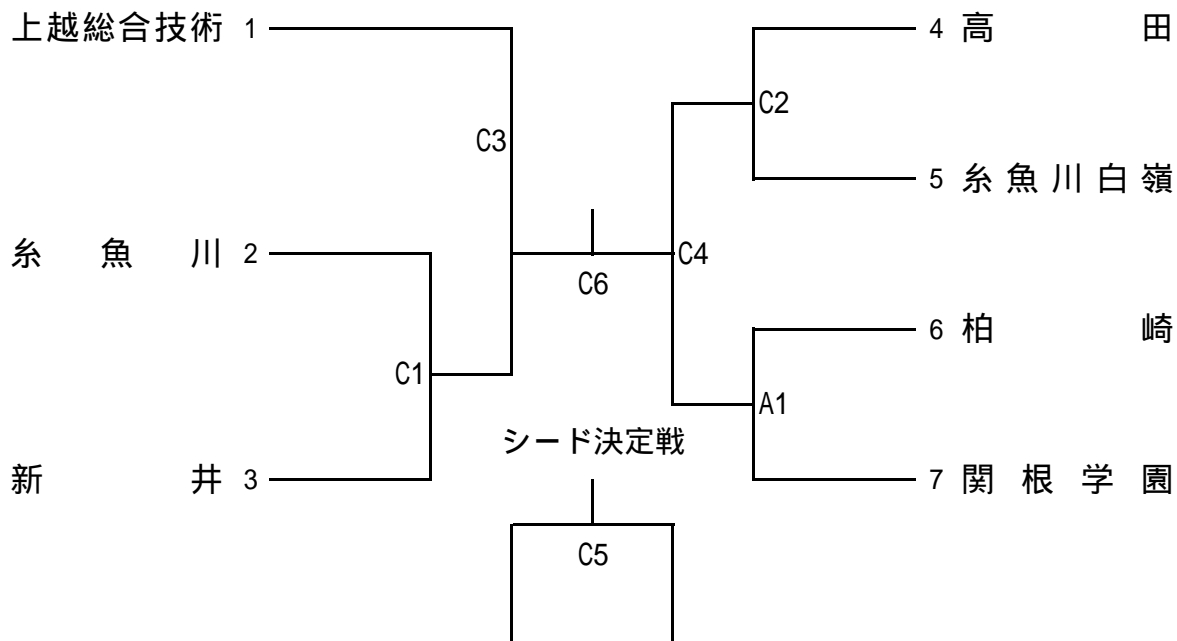 上越総合技術 1
4 高田
C2
C3
5 糸魚川白嶺
糸魚川 2
C4
C6
6 柏崎
C1
A1
シード決定戦
新井 3
7 関根学園
C5